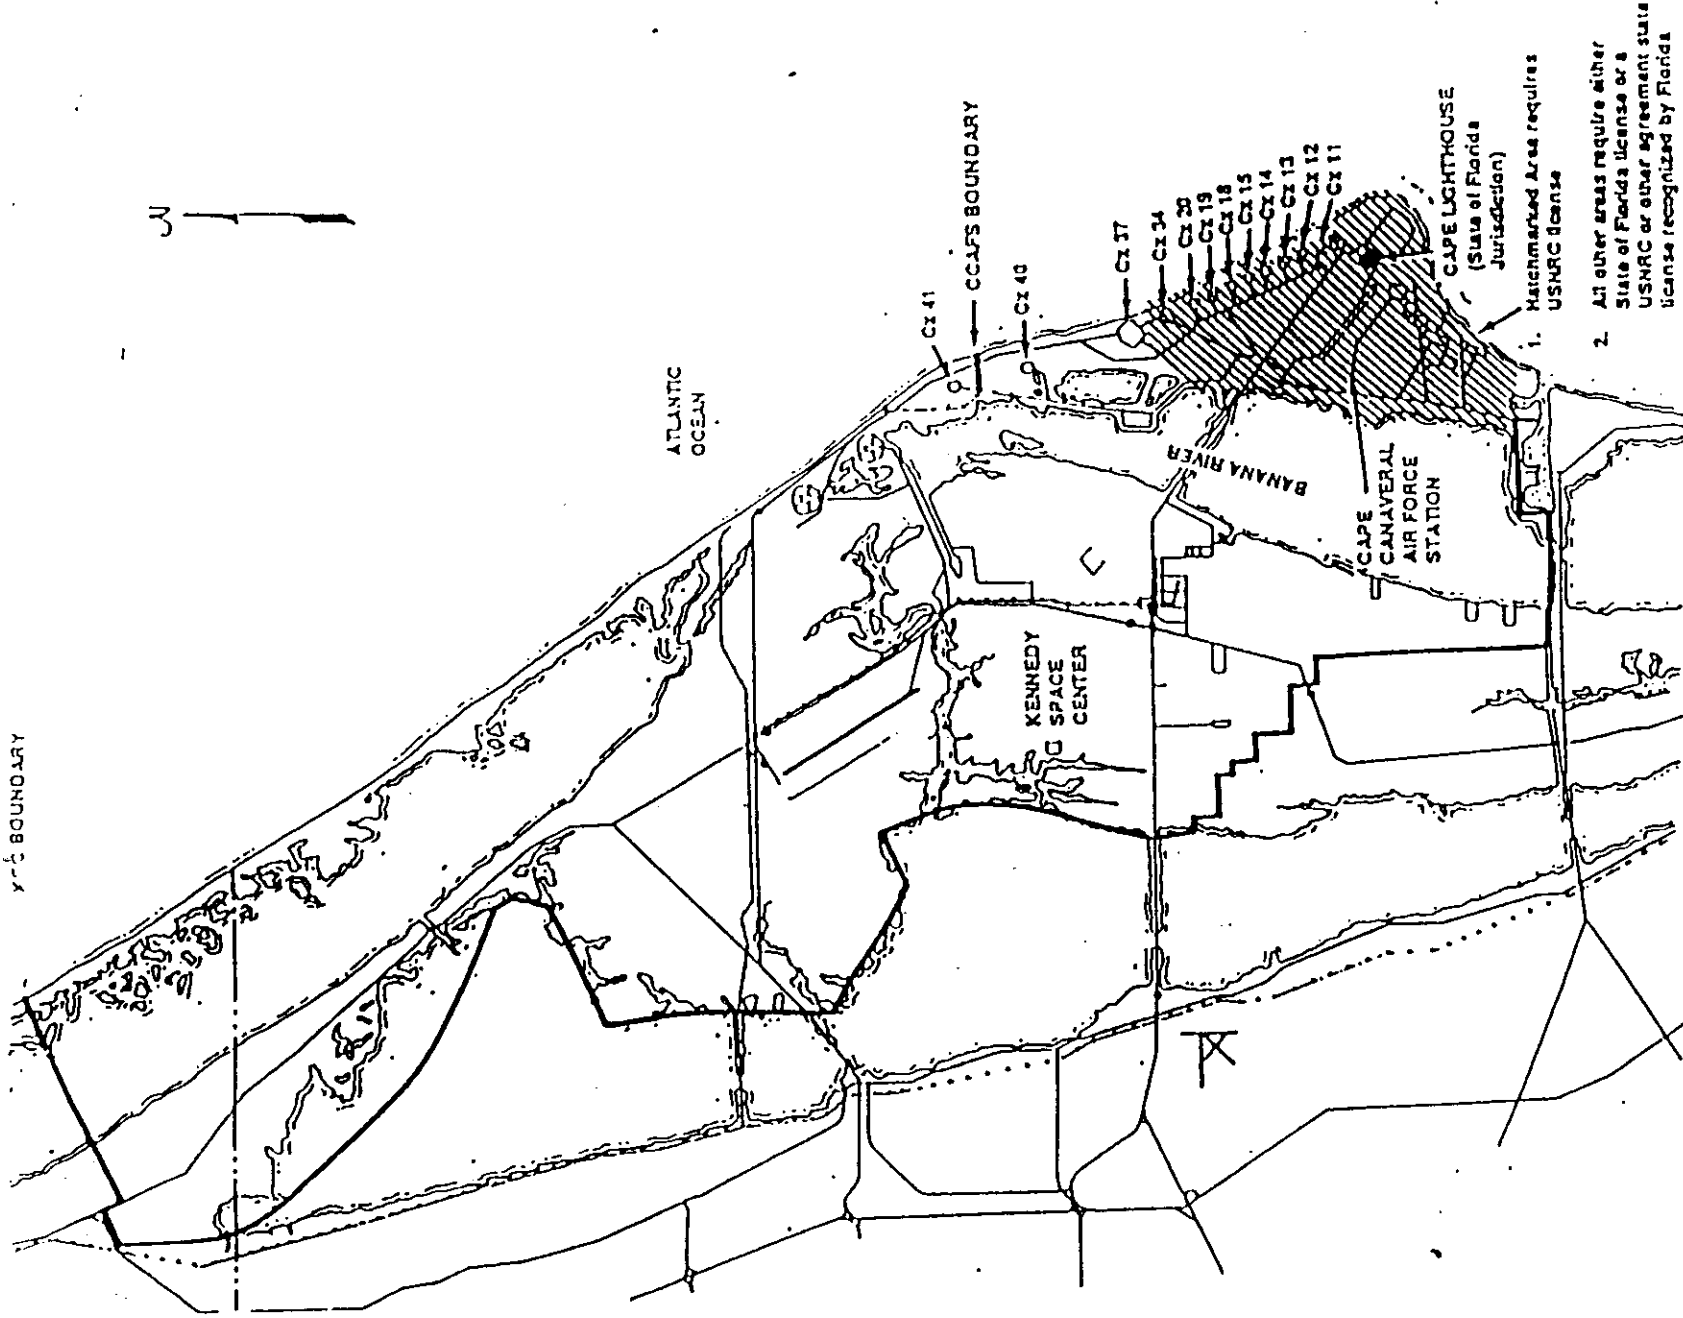 BOUNDARY
ATLANTIC
OCEAN
Cx 41
CCAFS BOUNDARY
Cx 40
Cx 37
Cx 34
Cx 20
Cx 19
Cx 18
Cx 15
Cx 14
Cx 13
Cx 12
Cx 11
CAPE LIGHTHOUSE
(State of Florida
Jurisdiction)
BANANA RIVER
CAPE
CANAVERAL
AIR FORCE
STATION
KENNEDY
SPACE
CENTER
1. Hatchmarked Area requires
USNRC license
2. All other areas require either
State of Florida license or a
USNRC or other agreement state
license recognized by Florida